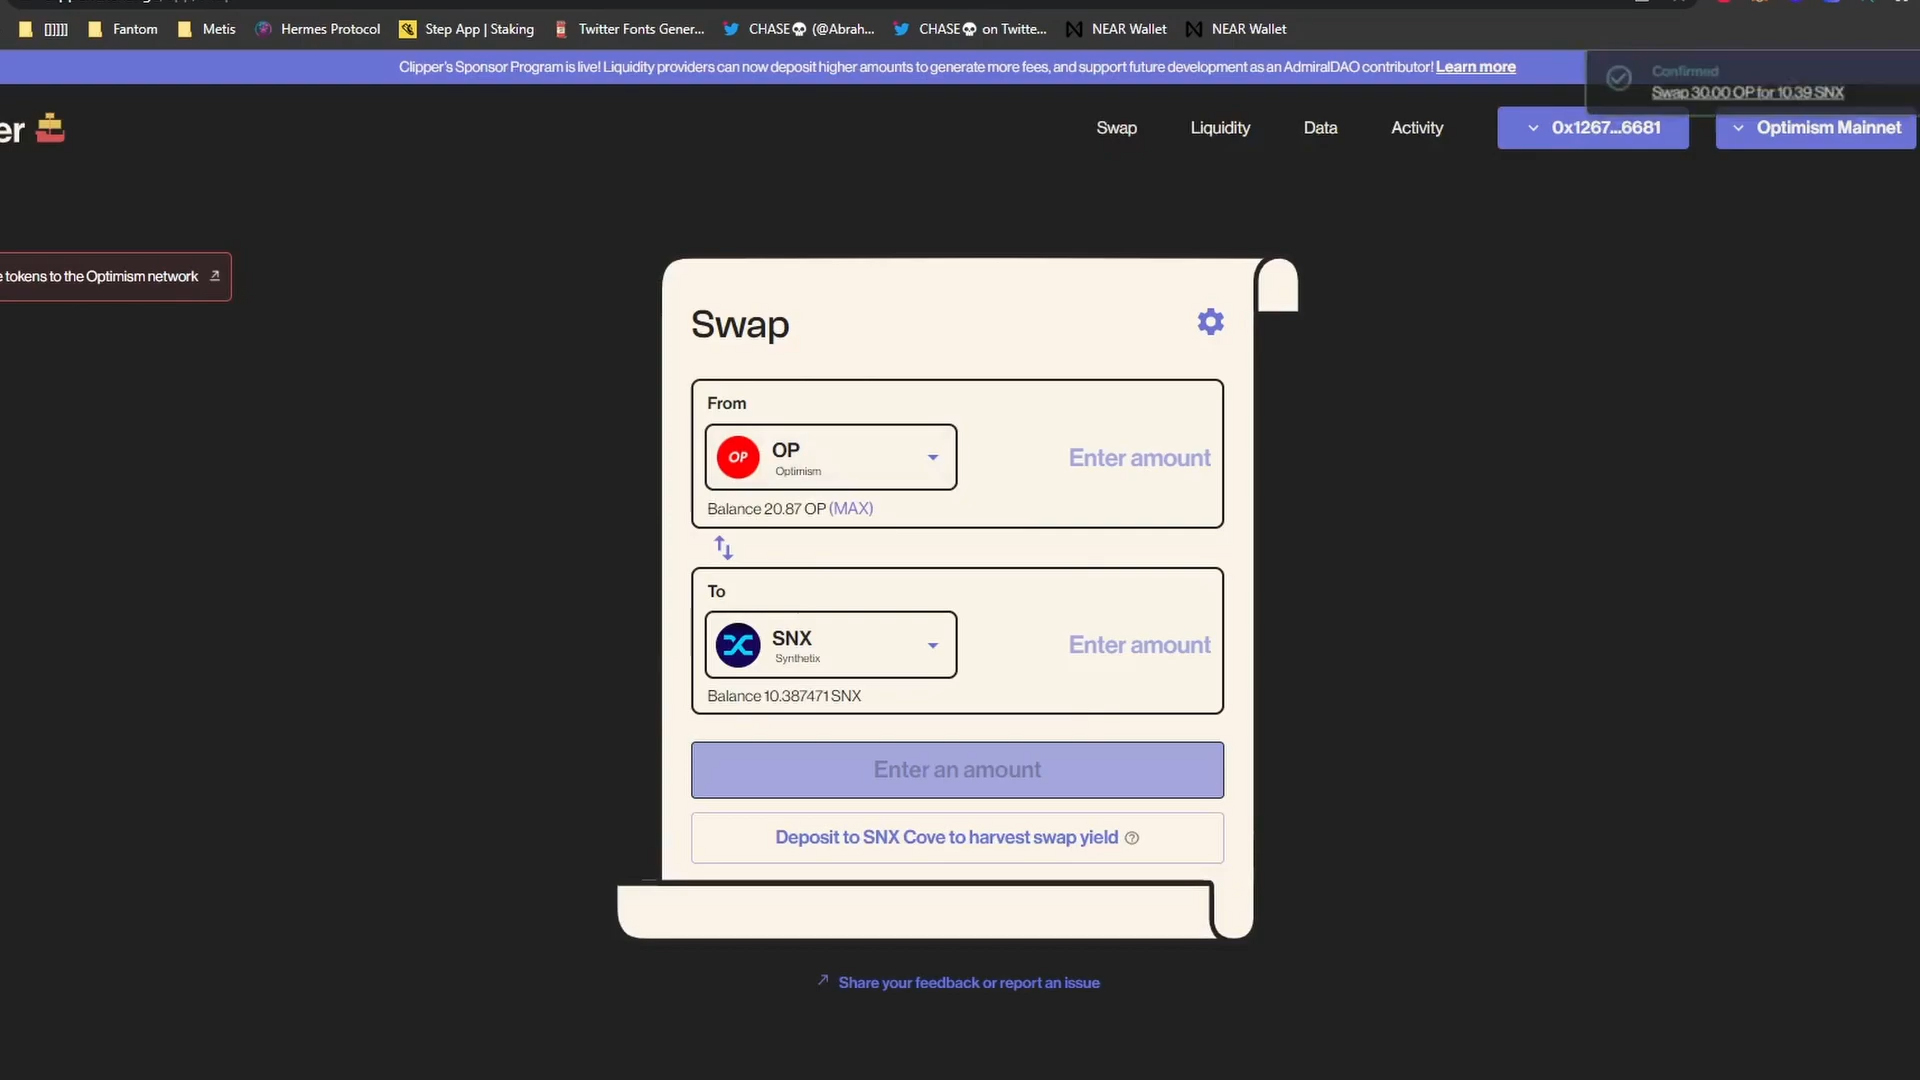 []]]]]
Fantom
Metis
Hermes Protocol
Step App | Staking
Twitter Fonts Gener...
CHASE💀 (@Abrah...
CHASE💀 on Twitte...
NEAR Wallet
NEAR Wallet
Clipper's Sponsor Program is live! Liquidity providers can now deposit higher amounts to generate more fees, and support future development as an AdmiralDAO contributor! Learn more
Confirmed
Swap 30.00 OP for 10.39 SNX
er
Swap
Liquidity
Data
Activity
0x1267...6681
Optimism Mainnet
e tokens to the Optimism network
Swap
From
OP
OP
Optimism
Enter amount
Balance 20.87 OP (MAX)
To
SNX
Synthetix
Enter amount
Balance 10.387471 SNX
Enter an amount
Deposit to SNX Cove to harvest swap yield
Share your feedback or report an issue